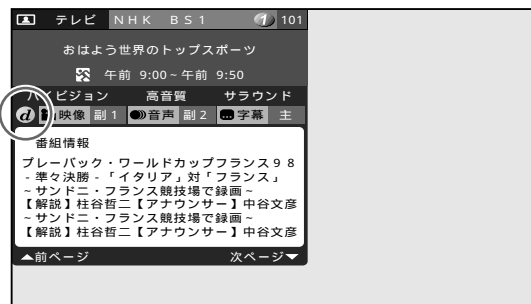 テレビ NHK BS1 1 101
おはよう世界のトップスポーツ
午前 9:00~午前 9:50
ハイビジョン 高音質 サラウンド
d 映像 副1 音声 副2 字幕 主
番組情報
プレーバック・ワールドカップフランス98
-準々決勝-「イタリア」対「フランス」
~サンドニ・フランス競技場で録画~
【解説】柱谷哲二【アナウンサー】中谷文彦
~サンドニ・フランス競技場で録画~
【解説】柱谷哲二【アナウンサー】中谷文彦
▲前ページ 次ページ▼